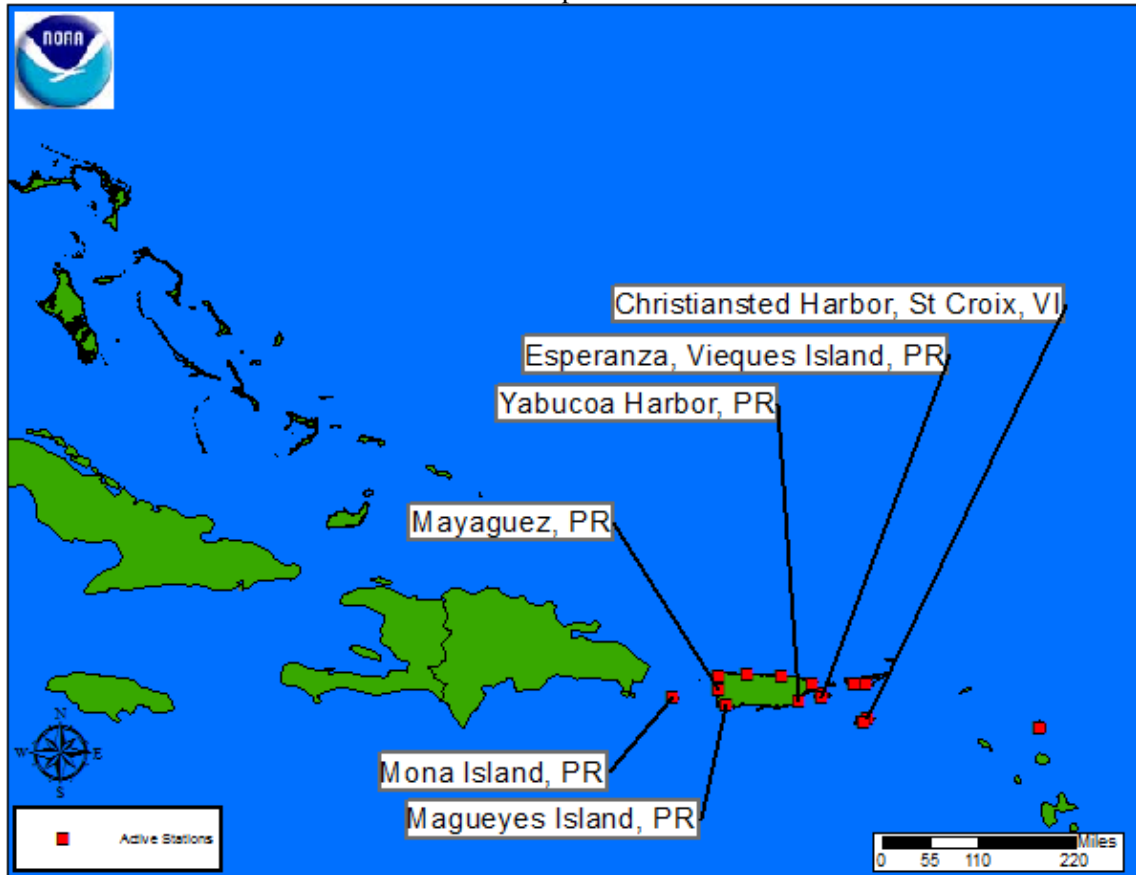 NOAA
Christiansted Harbor, St Croix, VI
Esperanza, Vieques Island, PR
Yabucoa Harbor, PR
Mayaguez, PR
Mona Island, PR
Magueyes Island, PR
N
W E
S
Active Stations
Miles
0 55 110 220